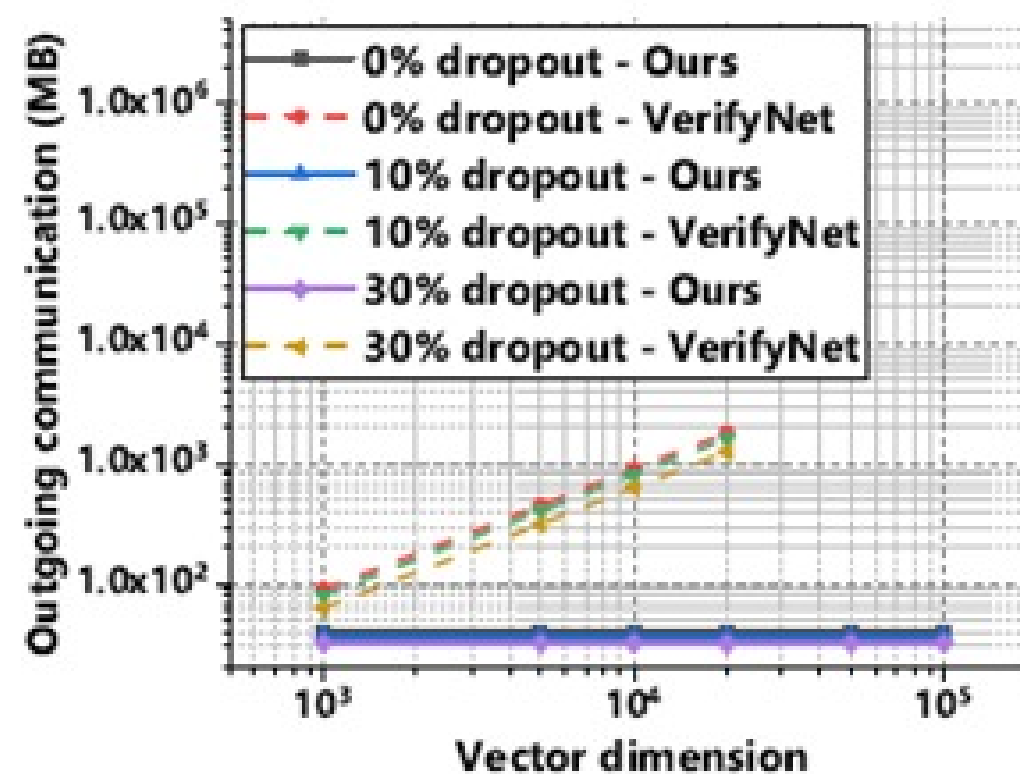 Outgoing communication (MB)
1.0x10⁶
1.0x10⁵
1.0x10⁴
1.0x10³
1.0x10²
0% dropout - Ours
0% dropout - VerifyNet
10% dropout - Ours
10% dropout - VerifyNet
30% dropout - Ours
30% dropout - VerifyNet
10³
10⁴
10⁵
Vector dimension